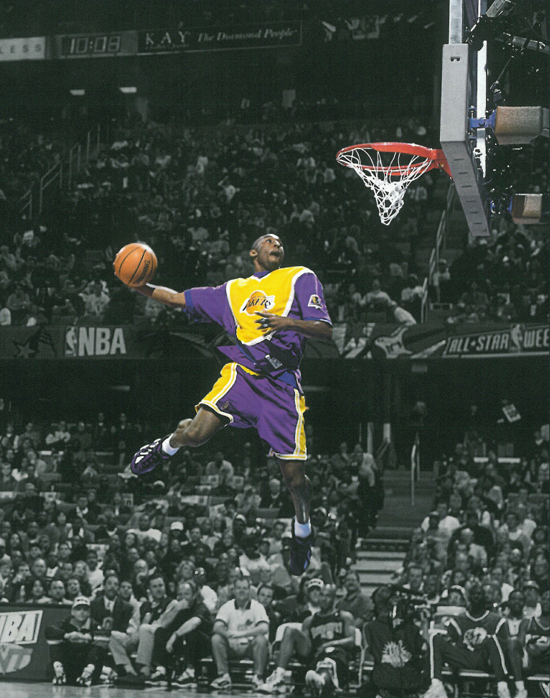 LESS
10:08
KAY The Diamond People
LAKERS
NBA
ALL★STAR WEE
NBA